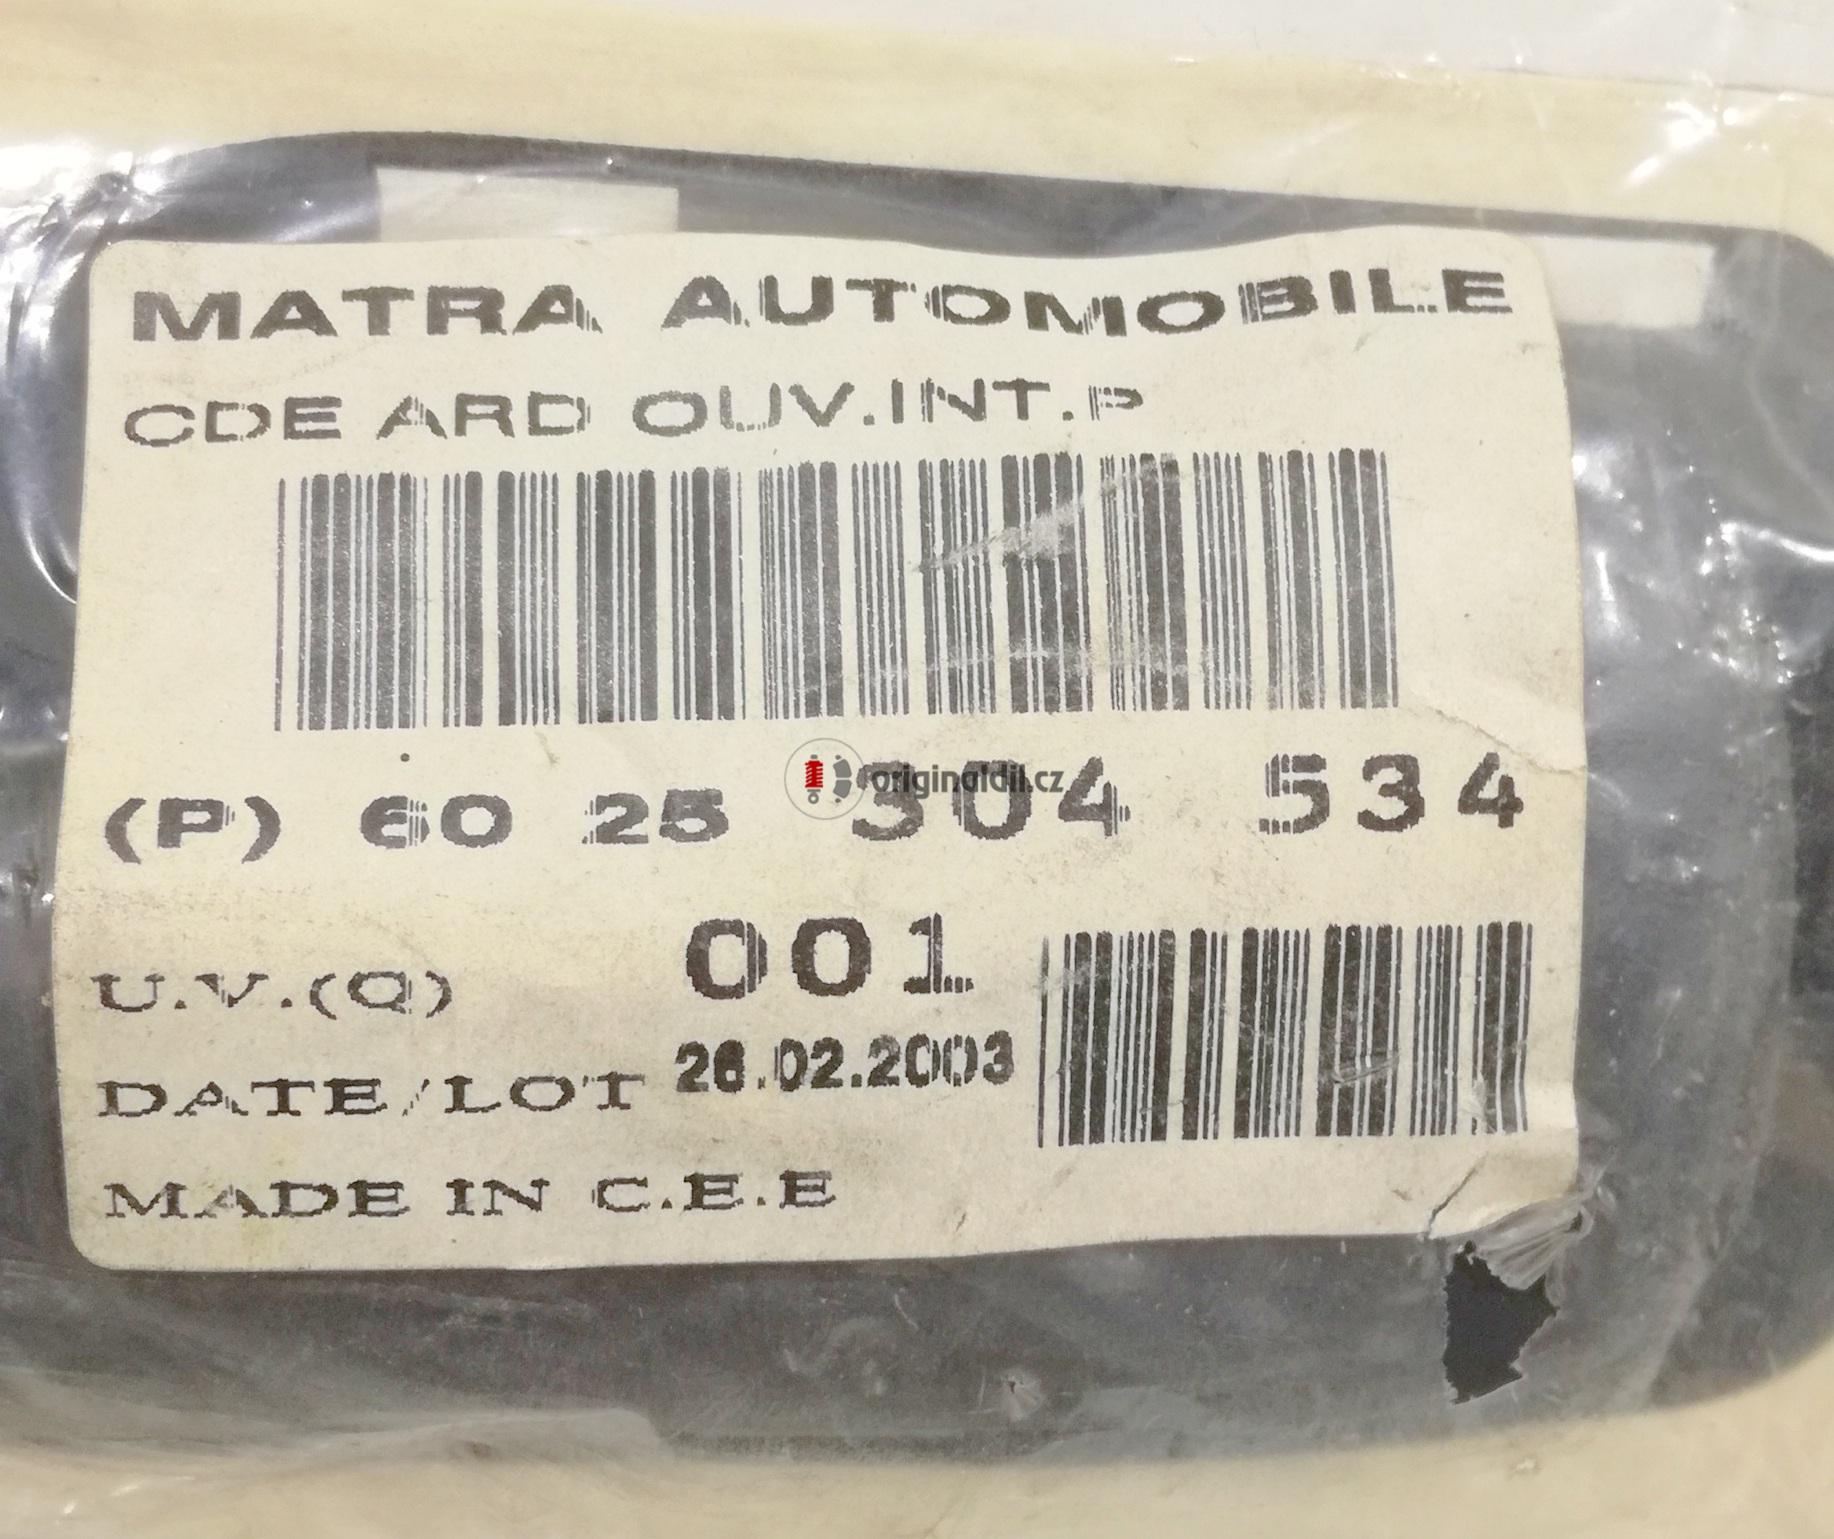 MATRA AUTOMOBILE
CDE ARD OUV.INT.P
originaldil.cz
(P) 60 25 304 534
U.V.(Q) 001
DATE/LOT 26.02.2003
MADE IN C.E.E